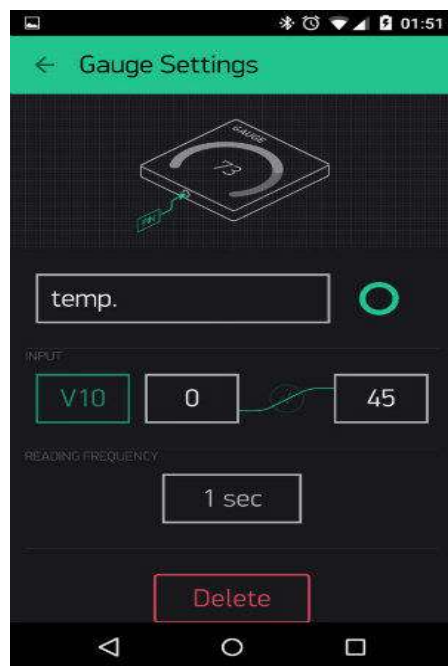 01:51
Gauge Settings
GAUGE
73
PIN
temp.
INPUT
V10 0 45
READING FREQUENCY
1 sec
Delete